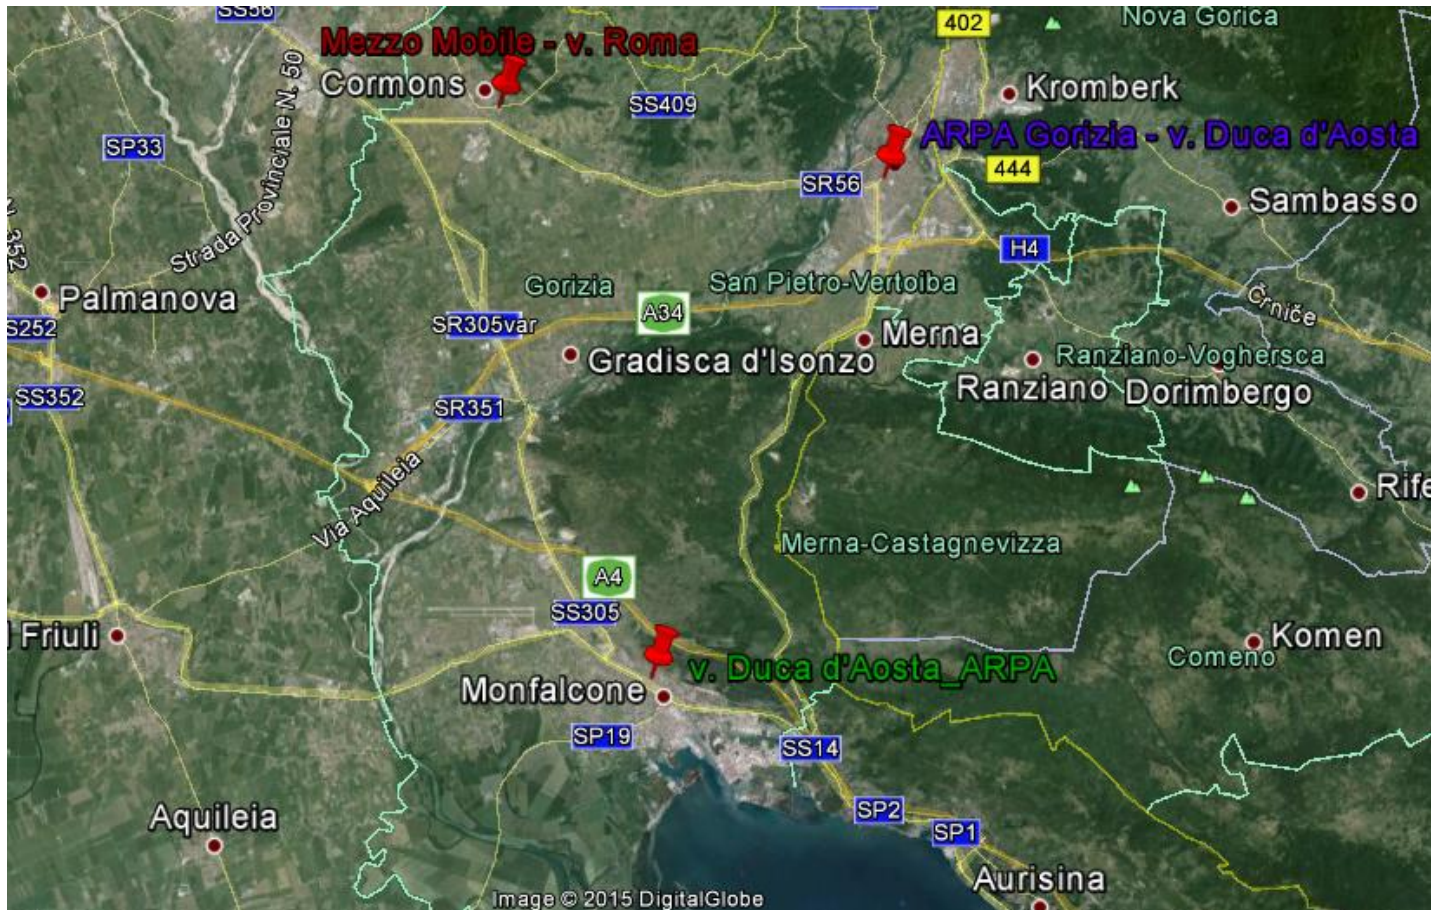 SS56
402
Nova Gorica
Mezzo Mobile - v. Roma
Cormons
SS409
Kromberk
SP33
Strada Provinciale N. 50
ARPA Gorizia - v. Duca d'Aosta
444
SR56
Sambasso
N. 352
H4
Palmanova
Gorizia
San Pietro-Vertoiba
Črniče
A34
S252
SR305var
Merna
Gradisca d'Isonzo
Ranziano-Voghersca
Ranziano
Dorimbergo
SS352
SR351
Via Aquileia
Rife
Merna-Castagnevizza
A4
SS305
l Friuli
Komen
Comeno
v. Duca d'Aosta_ARPA
Monfalcone
SP19
SS14
Aquileia
SP2
SP1
Aurisina
Image © 2015 DigitalGlobe